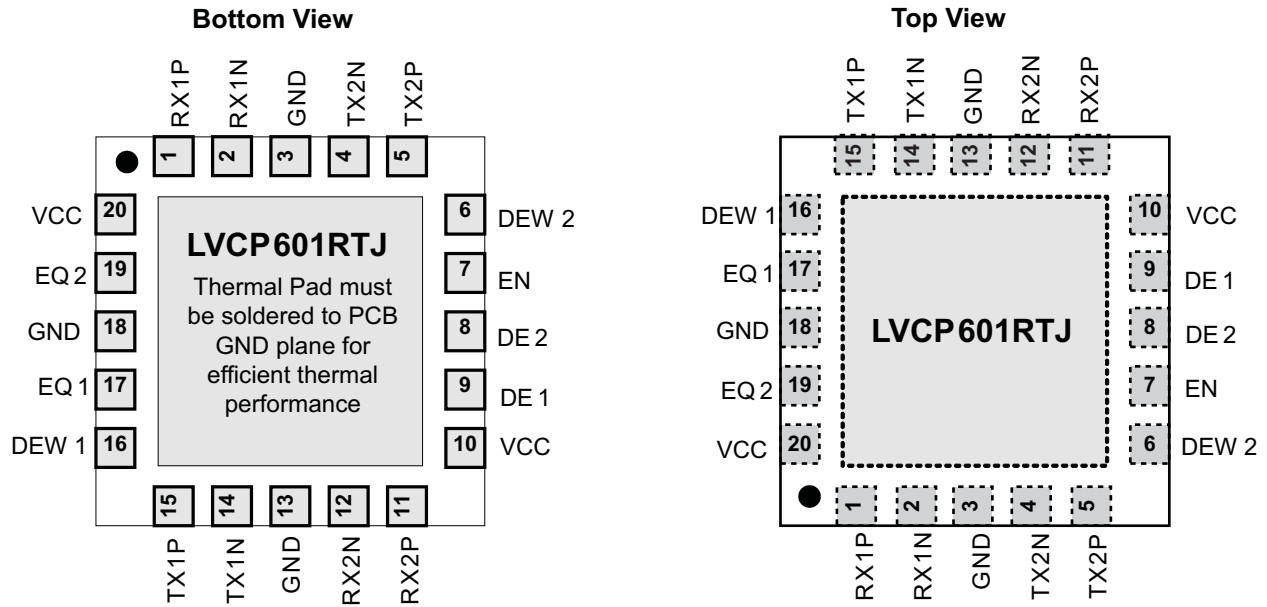 Bottom View
RX1P
RX1N
GND
TX2N
TX2P
1
2
3
4
5
VCC
20
EQ 2
19
GND
18
EQ 1
17
DEW 1
16
LVCP601RTJ
Thermal Pad must
be soldered to PCB
GND plane for
efficient thermal
performance
6
DEW 2
7
EN
8
DE 2
9
DE 1
10
VCC
15
14
13
12
11
TX1P
TX1N
GND
RX2N
RX2P
Top View
TX1P
TX1N
GND
RX2N
RX2P
15
14
13
12
11
DEW 1
16
EQ 1
17
GND
18
EQ 2
19
VCC
20
LVCP601RTJ
10
VCC
9
DE 1
8
DE 2
7
EN
6
DEW 2
1
2
3
4
5
RX1P
RX1N
GND
TX2N
TX2P